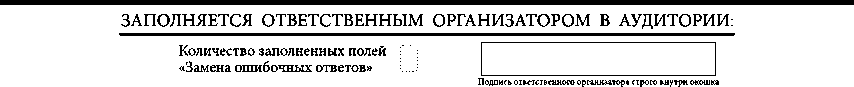 ЗАПОЛНЯЕТСЯ ОТВЕТСТВЕННЫМ ОРГАНИЗАТОРОМ В АУДИТОРИИ:
Количество заполненных полей
«Замена ошибочных ответов»
Подпись ответственного организатора строго внутри окошка